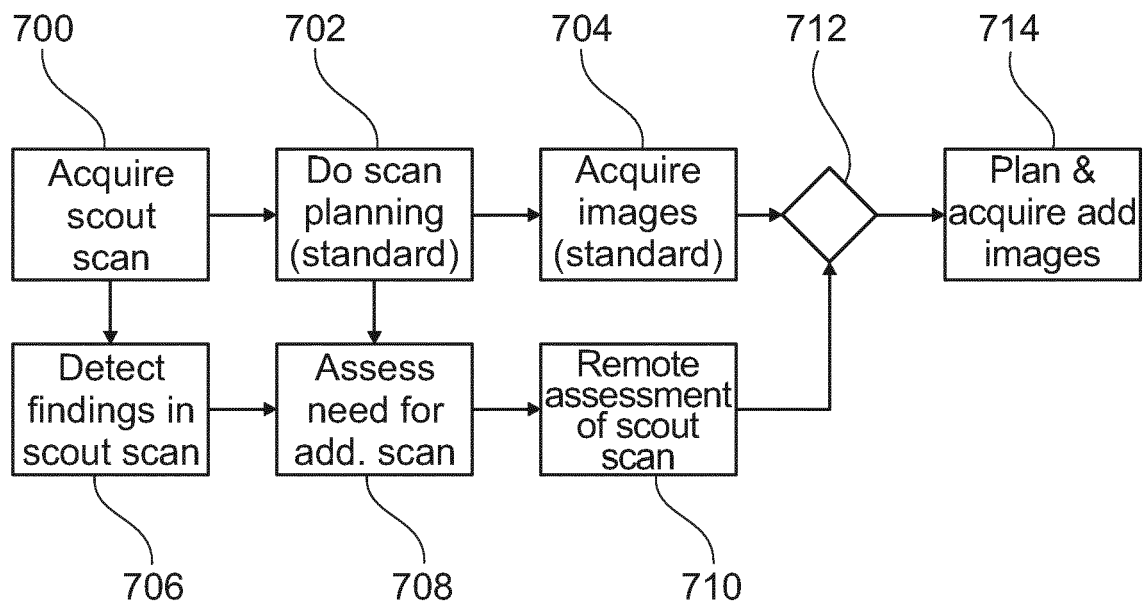 700
702
704
712
714
Acquire
scout
scan
Do scan
planning
(standard)
Acquire
images
(standard)
Plan &
acquire add
images
Detect
findings in
scout scan
Assess
need for
add. scan
Remote
assessment
of scout
scan
706
708
710